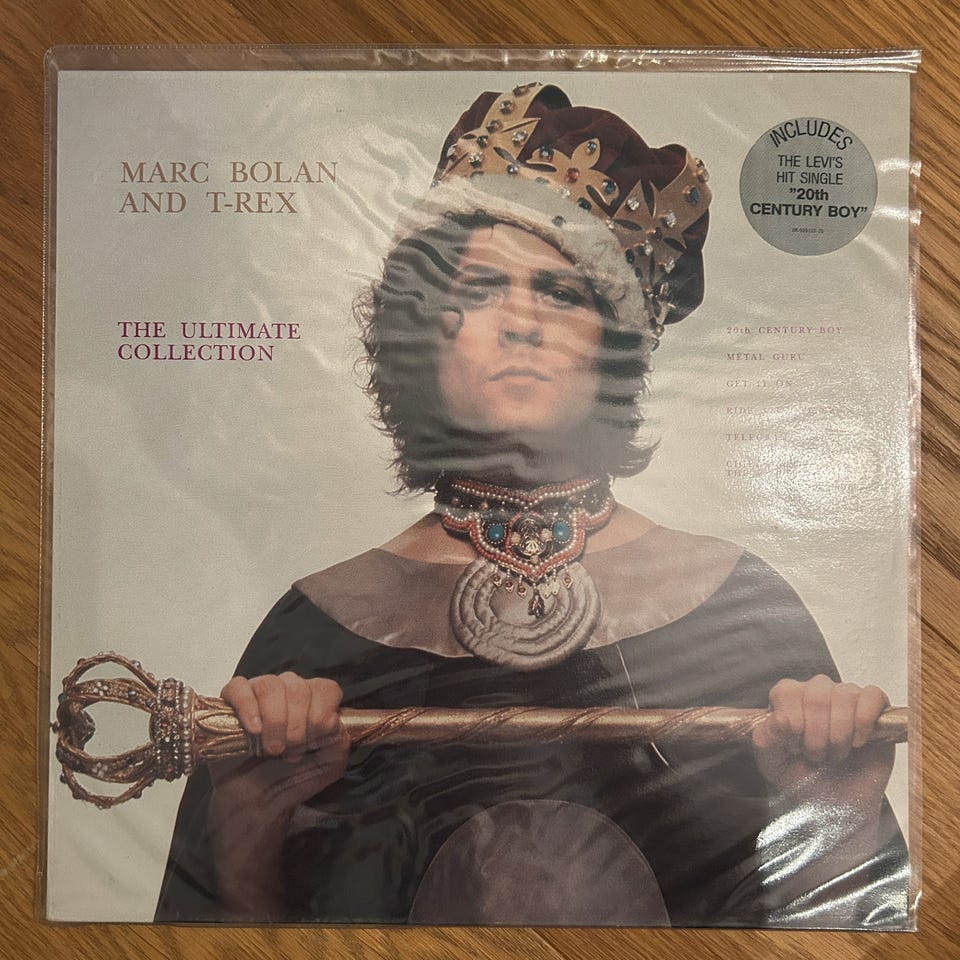 MARC BOLAN
AND T-REX
THE ULTIMATE
COLLECTION
INCLUDES
THE LEVI'S
HIT SINGLE
"20th
CENTURY BOY"
20th CENTURY BOY
METAL GURU
GET IT ON
RIDE